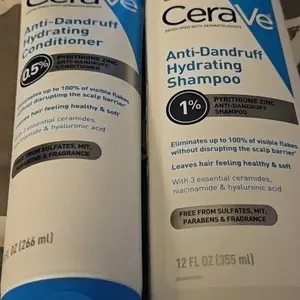 CeraVe
DEVELOPED WITH DERMATOLOGISTS
Anti-Dandruff
Hydrating
Conditioner
0.5%
PYRITHIONE ZINC
ANTI-DANDRUFF
CONDITIONER
Eliminates up to 100% of visible flakes
without disrupting the scalp barrier
Leaves hair feeling healthy & soft
With 3 essential ceramides,
niacinamide & hyaluronic acid
FREE FROM SULFATES, MIT,
PARABENS & FRAGRANCE
FL OZ (266 ml)
CeraVe
DEVELOPED WITH DERMATOLOGISTS
Anti-Dandruff
Hydrating
Shampoo
1%
PYRITHIONE ZINC
ANTI-DANDRUFF
SHAMPOO
Eliminates up to 100% of visible flakes
without disrupting the scalp barrier
Leaves hair feeling healthy & soft
With 3 essential ceramides,
niacinamide & hyaluronic acid
FREE FROM SULFATES, MIT,
PARABENS & FRAGRANCE
12 FL OZ (355 ml)